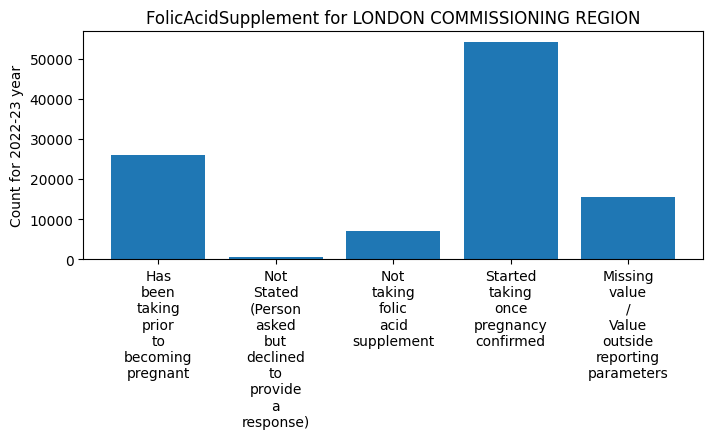 FolicAcidSupplement for LONDON COMMISSIONING REGION
Count for 2022-23 year
50000
40000
30000
20000
10000
0
Has
been
taking
prior
to
becoming
pregnant
Not
Stated
(Person
asked
but
declined
to
provide
a
response)
Not
taking
folic
acid
supplement
Started
taking
once
pregnancy
confirmed
Missing
value
/
Value
outside
reporting
parameters